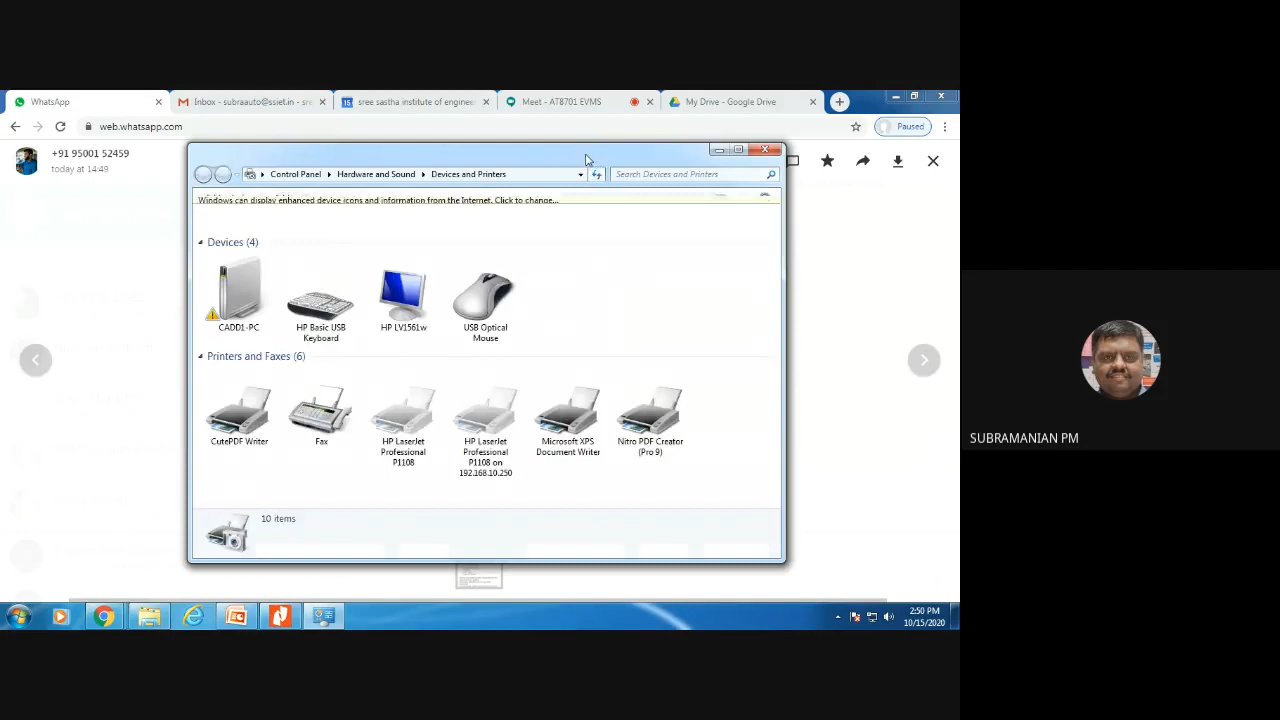 WhatsApp
Inbox - subraauto@ssiet.in - sre
sree sastha institute of enginee
Meet - AT8701 EVMS
My Drive - Google Drive
web.whatsapp.com
Paused
+91 95001 52459
today at 14:49
Control Panel
Hardware and Sound
Devices and Printers
Search Devices and Printers
Windows can display enhanced device icons and information from the Internet. Click to change...
Devices (4)
CADD1-PC
HP Basic USB
Keyboard
HP LV1561w
USB Optical
Mouse
Printers and Faxes (6)
CutePDF Writer
Fax
HP LaserJet
Professional
P1108
HP LaserJet
Professional
P1108 on
192.168.10.250
Microsoft XPS
Document Writer
Nitro PDF Creator
(Pro 9)
10 items
SUBRAMANIAN PM
2:50 PM
10/15/2020